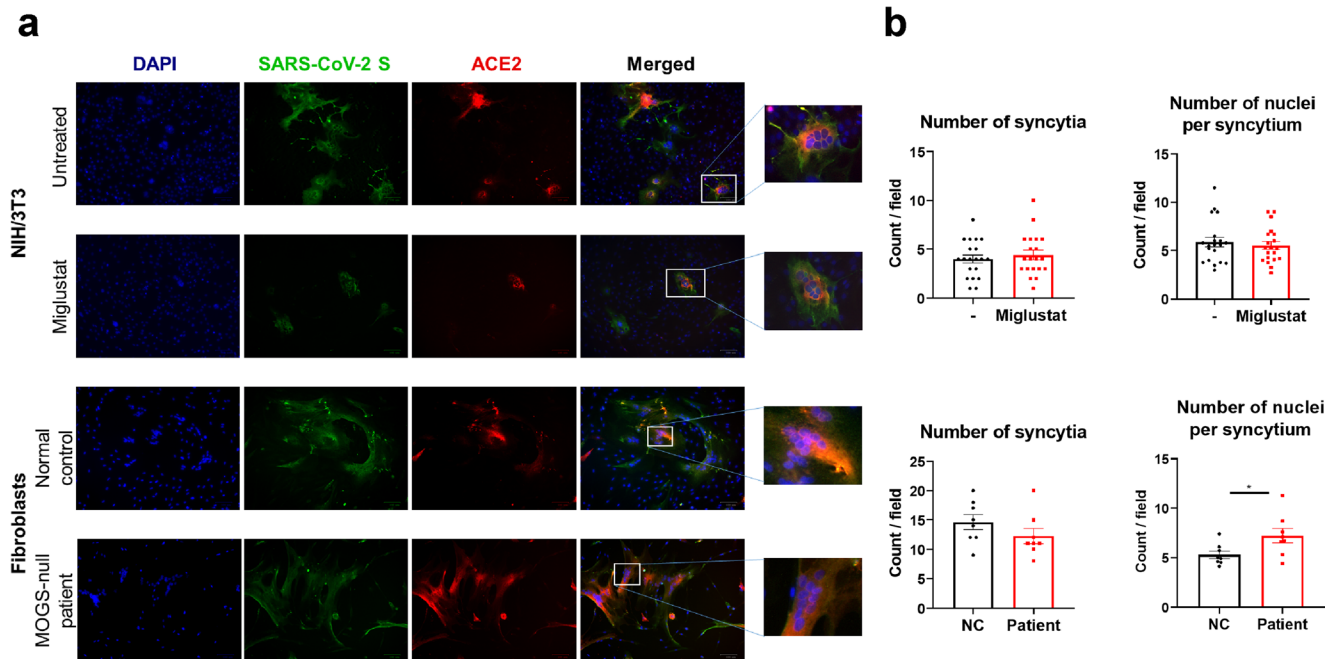 a
DAPI
SARS-CoV-2 S
ACE2
Merged
NIH/3T3
Untreated
Miglustat
Fibroblasts
Normal
control
MOGS-null
patient
b
Number of syncytia
Count / field
15
10
5
0
-
Miglustat
Number of nuclei
per syncytium
Count / field
15
10
5
0
-
Miglustat
Number of syncytia
Count / field
25
20
15
10
5
0
NC
Patient
Number of nuclei
per syncytium
Count / field
15
10
5
0
*
NC
Patient